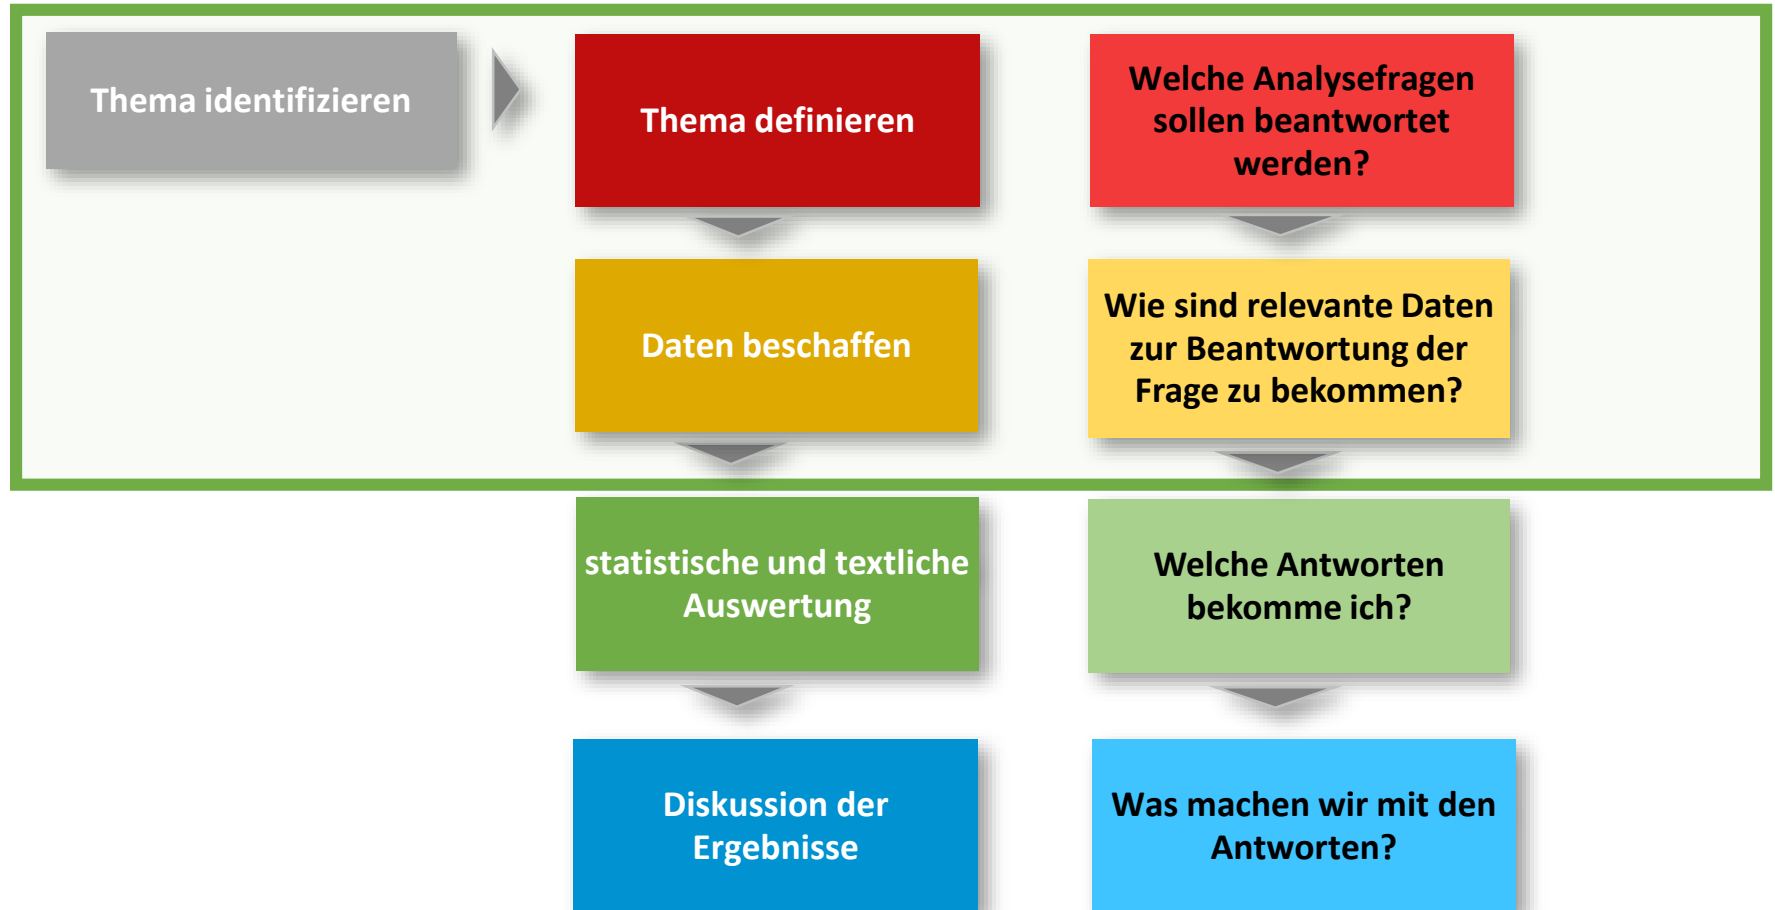 Thema identifizieren
Thema definieren
Welche Analysefragen
sollen beantwortet
werden?
Daten beschaffen
Wie sind relevante Daten
zur Beantwortung der
Frage zu bekommen?
statistische und textliche
Auswertung
Welche Antworten
bekomme ich?
Diskussion der
Ergebnisse
Was machen wir mit den
Antworten?